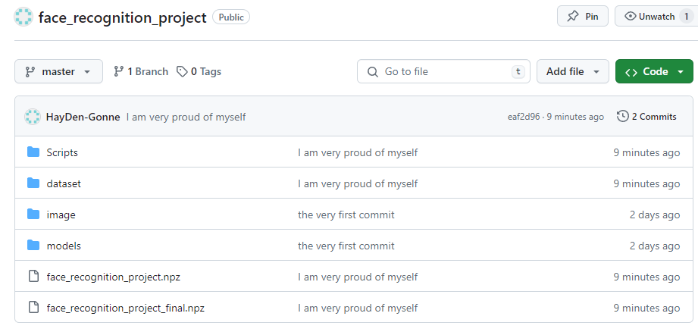 face_recognition_project Public Pin Unwatch 1
master 1 Branch 0 Tags Go to file t Add file Code
HayDen-Gonne I am very proud of myself eaf2d96 · 9 minutes ago 2 Commits
Scripts I am very proud of myself 9 minutes ago
dataset I am very proud of myself 9 minutes ago
image the very first commit 2 days ago
models the very first commit 2 days ago
face_recognition_project.npz I am very proud of myself 9 minutes ago
face_recognition_project_final.npz I am very proud of myself 9 minutes ago